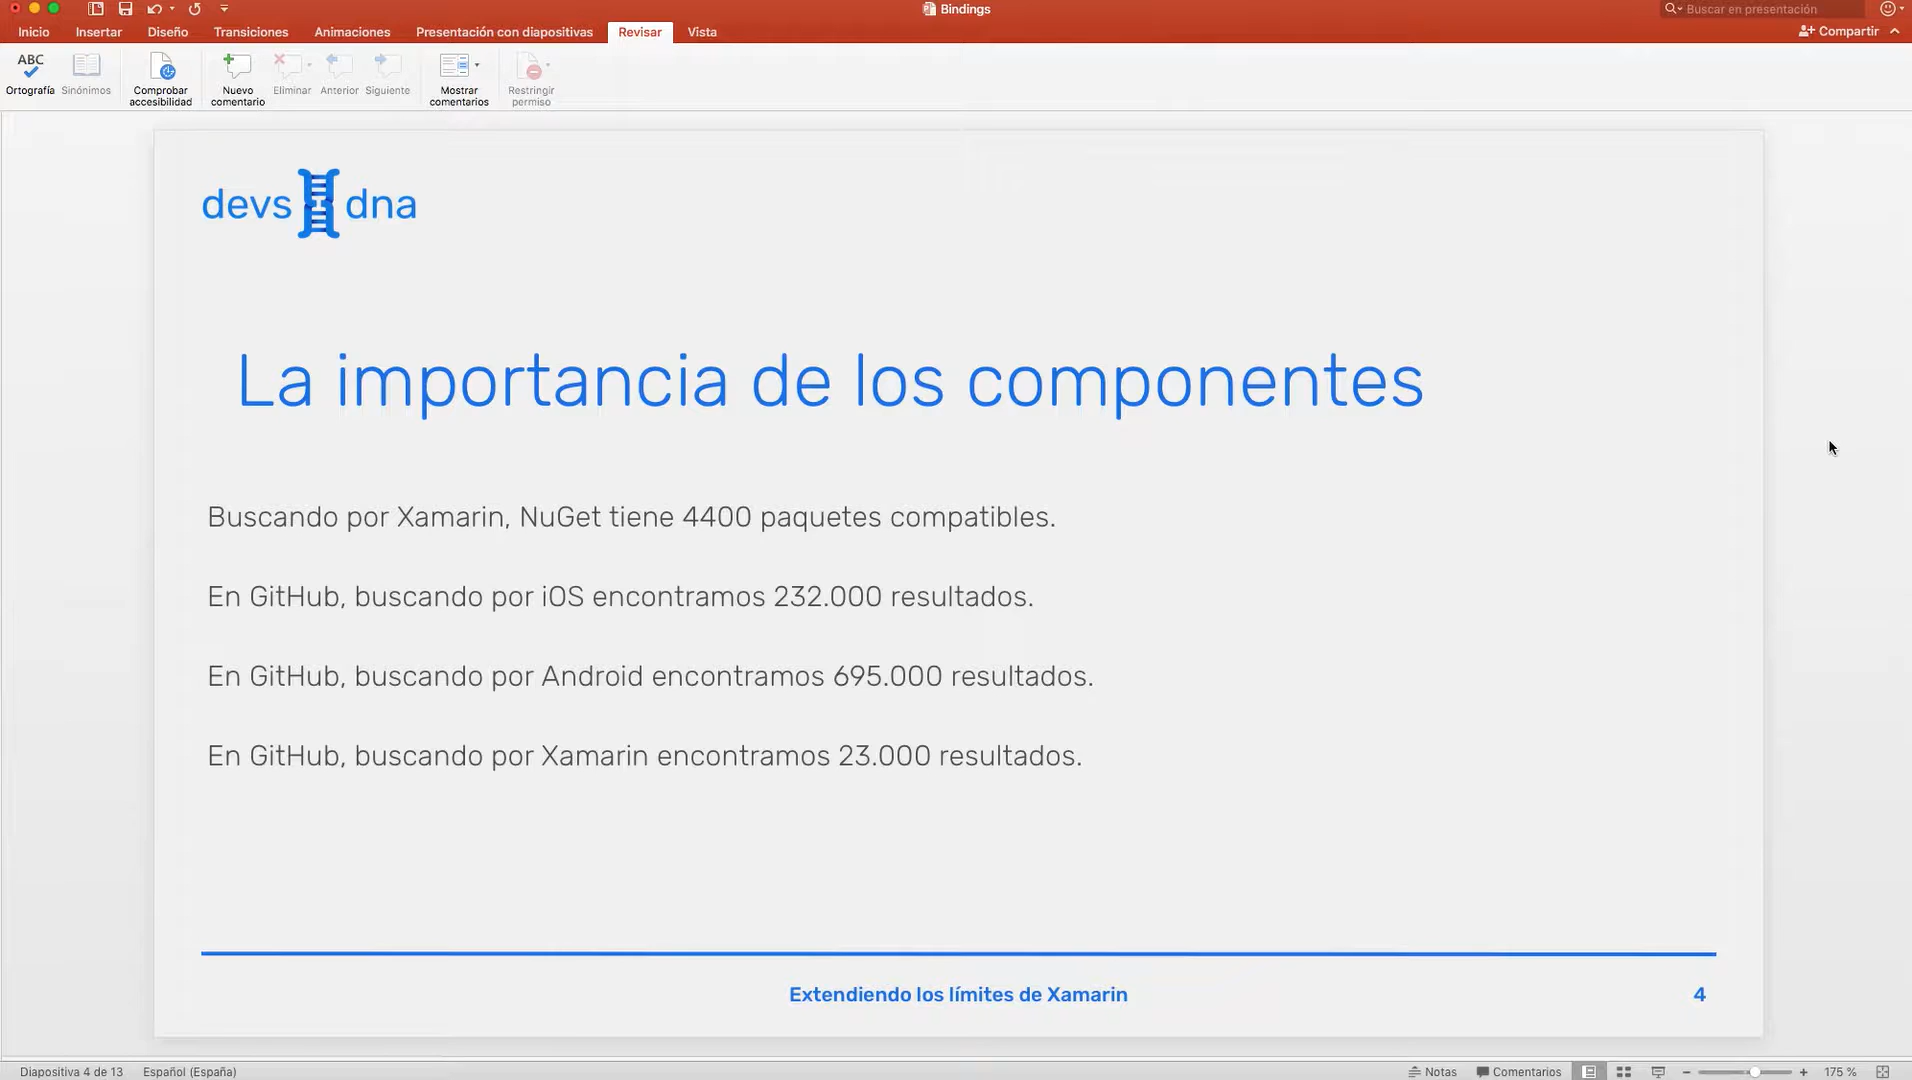 Bindings
Buscar en presentación
Inicio
Insertar
Diseño
Transiciones
Animaciones
Presentación con diapositivas
Revisar
Vista
Compartir
ABC
Ortografía
Sinónimos
Comprobar
accesibilidad
Nuevo
comentario
Eliminar
Anterior
Siguiente
Mostrar
comentarios
Restringir
permiso
devs dna
La importancia de los componentes
Buscando por Xamarin, NuGet tiene 4400 paquetes compatibles.
En GitHub, buscando por iOS encontramos 232.000 resultados.
En GitHub, buscando por Android encontramos 695.000 resultados.
En GitHub, buscando por Xamarin encontramos 23.000 resultados.
Extendiendo los límites de Xamarin
4
Diapositiva 4 de 13
Español (España)
Notas
Comentarios
175 %